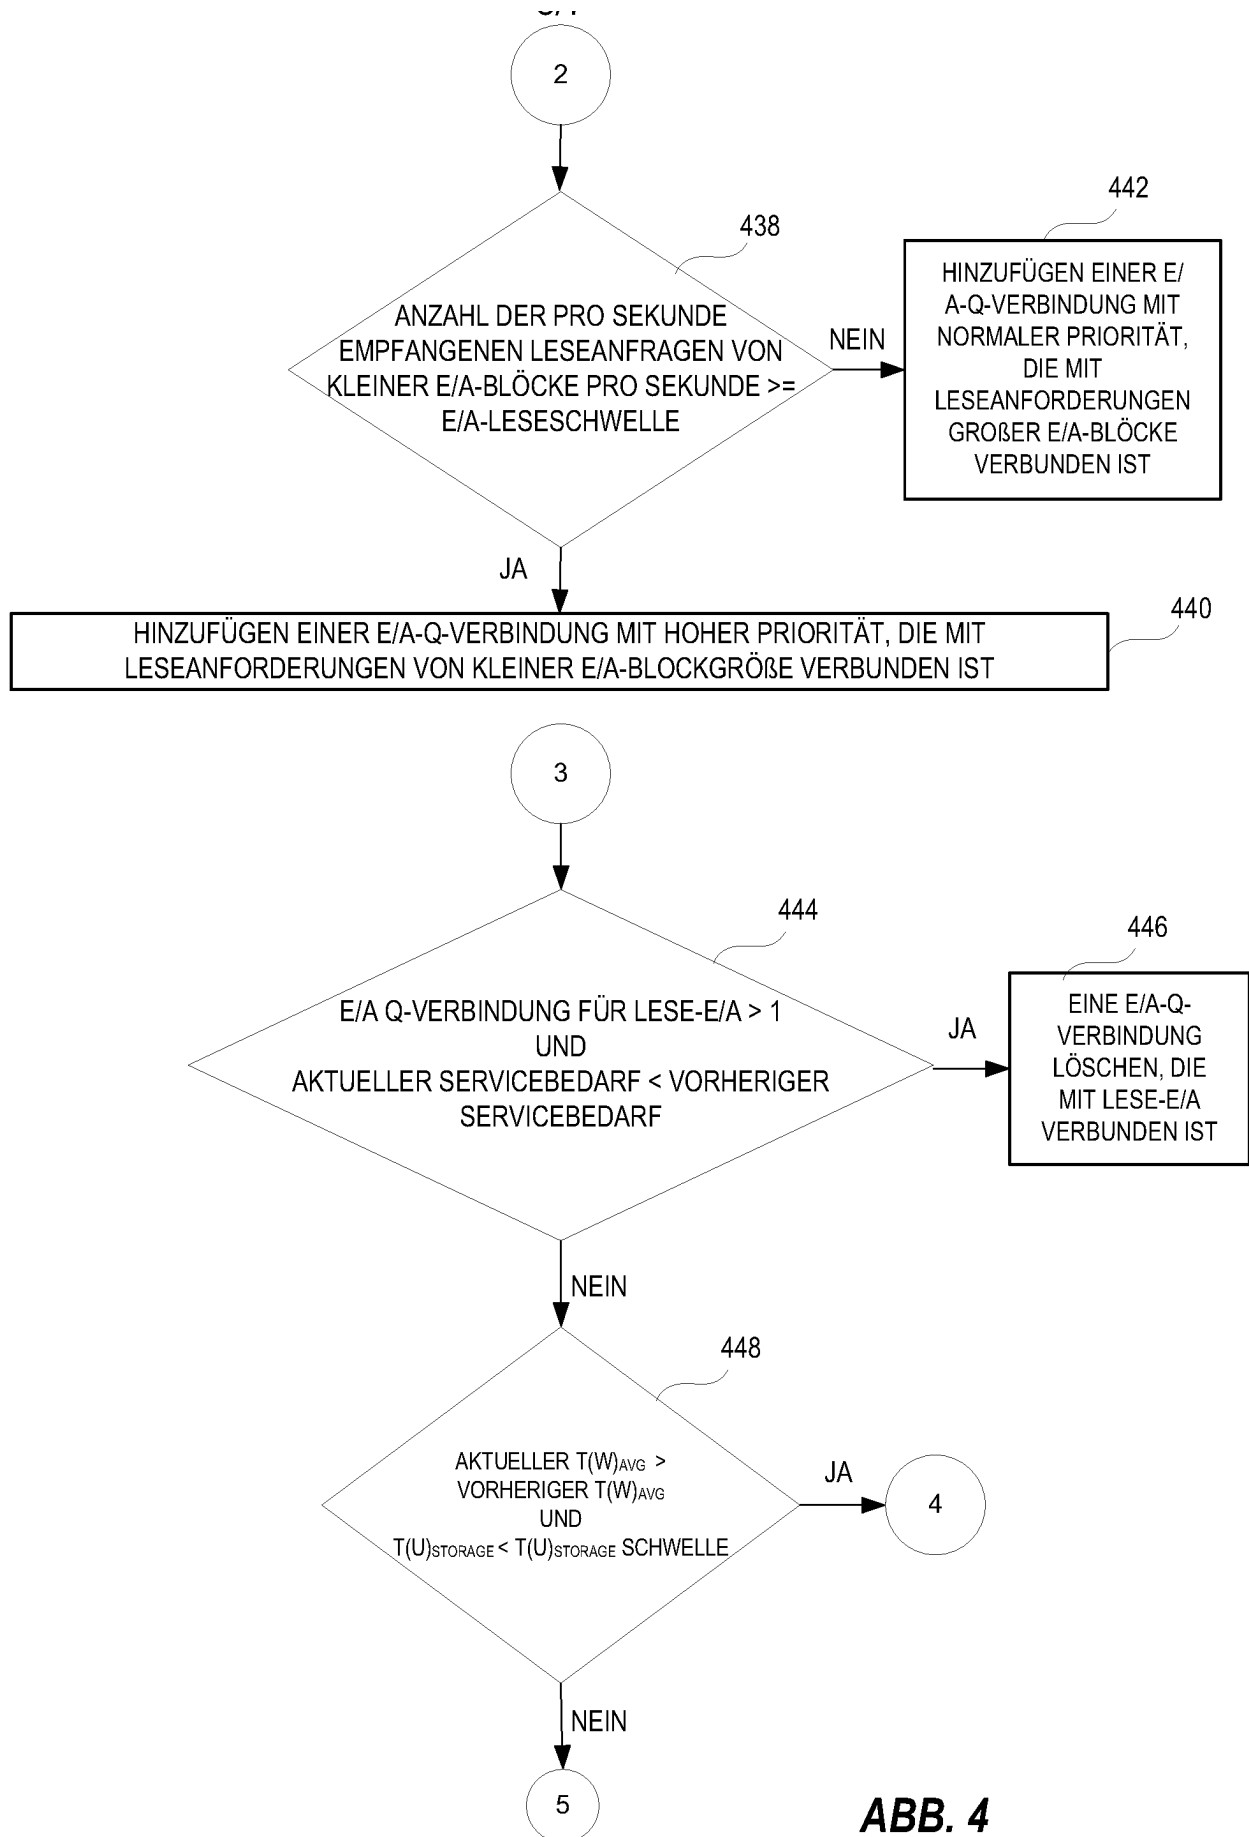 2
438
442
ANZAHL DER PRO SEKUNDE
EMPFANGENEN LESEANFRAGEN VON
KLEINER E/A-BLÖCKE PRO SEKUNDE >=
E/A-LESESCHWELLE
NEIN
HINZUFÜGEN EINER E/
A-Q-VERBINDUNG MIT
NORMALER PRIORITÄT,
DIE MIT
LESEANFORDERUNGEN
GROßER E/A-BLÖCKE
VERBUNDEN IST
JA
440
HINZUFÜGEN EINER E/A-Q-VERBINDUNG MIT HOHER PRIORITÄT, DIE MIT
LESEANFORDERUNGEN VON KLEINER E/A-BLOCKGRÖßE VERBUNDEN IST
3
444
446
E/A Q-VERBINDUNG FÜR LESE-E/A > 1
UND
AKTUELLER SERVICEBEDARF < VORHERIGER
SERVICEBEDARF
JA
EINE E/A-Q-
VERBINDUNG
LÖSCHEN, DIE
MIT LESE-E/A
VERBUNDEN IST
NEIN
448
AKTUELLER T(W)AVG >
VORHERIGER T(W)AVG
UND
T(U)STORAGE < T(U)STORAGE SCHWELLE
JA
4
NEIN
5
ABB. 4